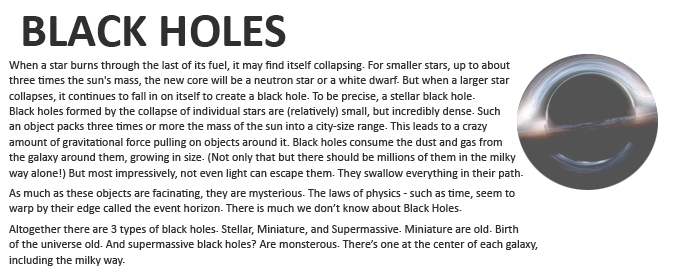 BLACK HOLES
When a star burns through the last of its fuel, it may find itself collapsing. For smaller stars, up to about
three times the sun's mass, the new core will be a neutron star or a white dwarf. But when a larger star
collapses, it continues to fall in on itself to create a black hole. To be precise, a stellar black hole.
Black holes formed by the collapse of individual stars are (relatively) small, but incredibly dense. Such
an object packs three times or more the mass of the sun into a city-size range. This leads to a crazy
amount of gravitational force pulling on objects around it. Black holes consume the dust and gas from
the galaxy around them, growing in size. (Not only that but there should be millions of them in the milky
way alone!) But most impressively, not even light can escape them. They swallow everything in their path.
As much as these objects are facinating, they are mysterious. The laws of physics - such as time, seem to
warp by their edge called the event horizon. There is much we don't know about Black Holes.
Altogether there are 3 types of black holes. Stellar, Miniature, and Supermassive. Miniature are old. Birth
of the universe old. And supermassive black holes? Are monsterous. There's one at the center of each galaxy,
including the milky way.